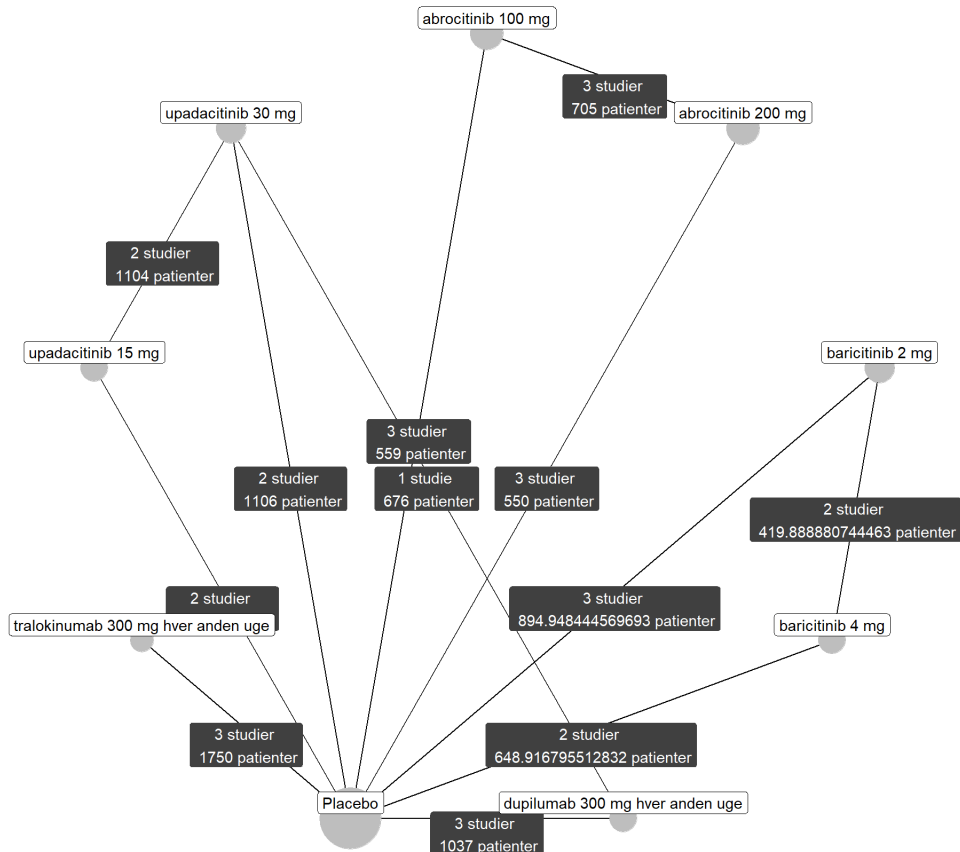 abrocitinib 100 mg
3 studier
705 patienter
upadacitinib 30 mg
abrocitinib 200 mg
2 studier
1104 patienter
upadacitinib 15 mg
baricitinib 2 mg
3 studier
559 patienter
2 studier
1106 patienter
1 studie
676 patienter
3 studier
550 patienter
2 studier
419.888880744463 patienter
2 studier
tralokinumab 300 mg hver anden uge
3 studier
894.948444569693 patienter
baricitinib 4 mg
3 studier
1750 patienter
2 studier
648.916795512832 patienter
Placebo
dupilumab 300 mg hver anden uge
3 studier
1037 patienter